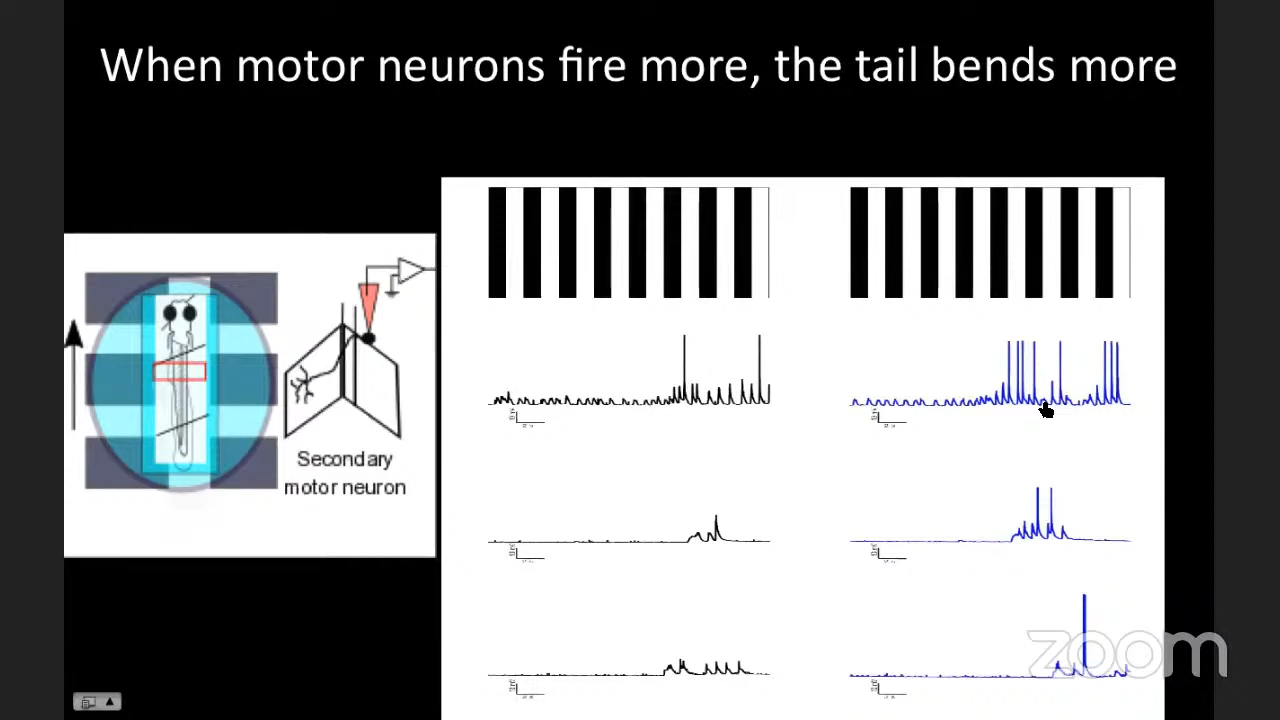 When motor neurons fire more, the tail bends more
Secondary
motor neuron
zoom